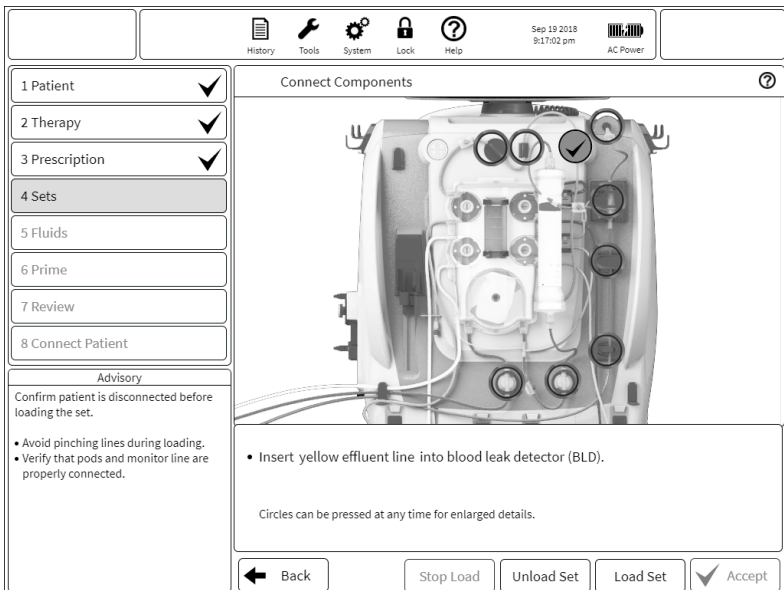 History
Tools
System
Lock
Help
Sep 19 2018
9:17:02 pm
AC Power
1 Patient
2 Therapy
3 Prescription
4 Sets
5 Fluids
6 Prime
7 Review
8 Connect Patient
Advisory
Confirm patient is disconnected before
loading the set.
• Avoid pinching lines during loading.
• Verify that pods and monitor line are
properly connected.
Connect Components
• Insert yellow effluent line into blood leak detector (BLD).
Circles can be pressed at any time for enlarged details.
Back
Stop Load
Unload Set
Load Set
Accept